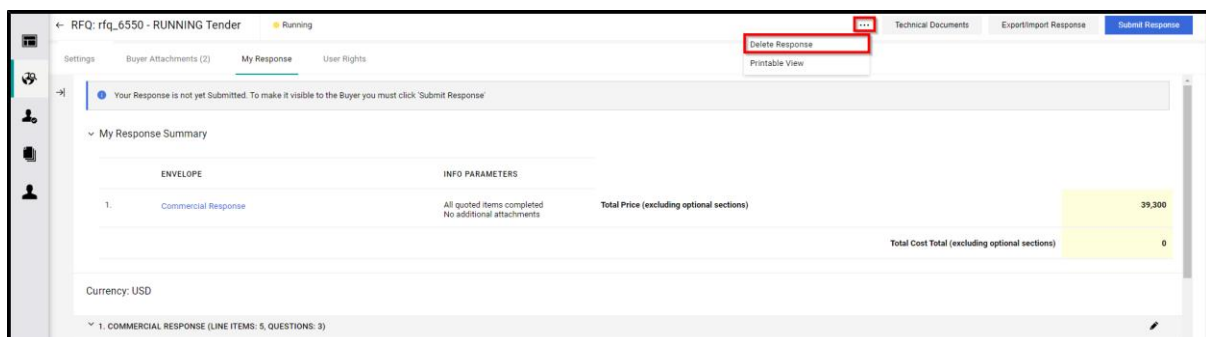 ← RFQ: rfq_6550 - RUNNING Tender Running ... Technical Documents Export/Import Response Submit Response
Delete Response
Printable View
Settings Buyer Attachments (2) My Response User Rights
Your Response is not yet Submitted. To make it visible to the Buyer you must click 'Submit Response'
My Response Summary
ENVELOPE INFO PARAMETERS
1. Commercial Response All quoted items completed Total Price (excluding optional sections) 39,300
No additional attachments
Total Cost Total (excluding optional sections) 0
Currency: USD
1. COMMERCIAL RESPONSE (LINE ITEMS: 5, QUESTIONS: 3)